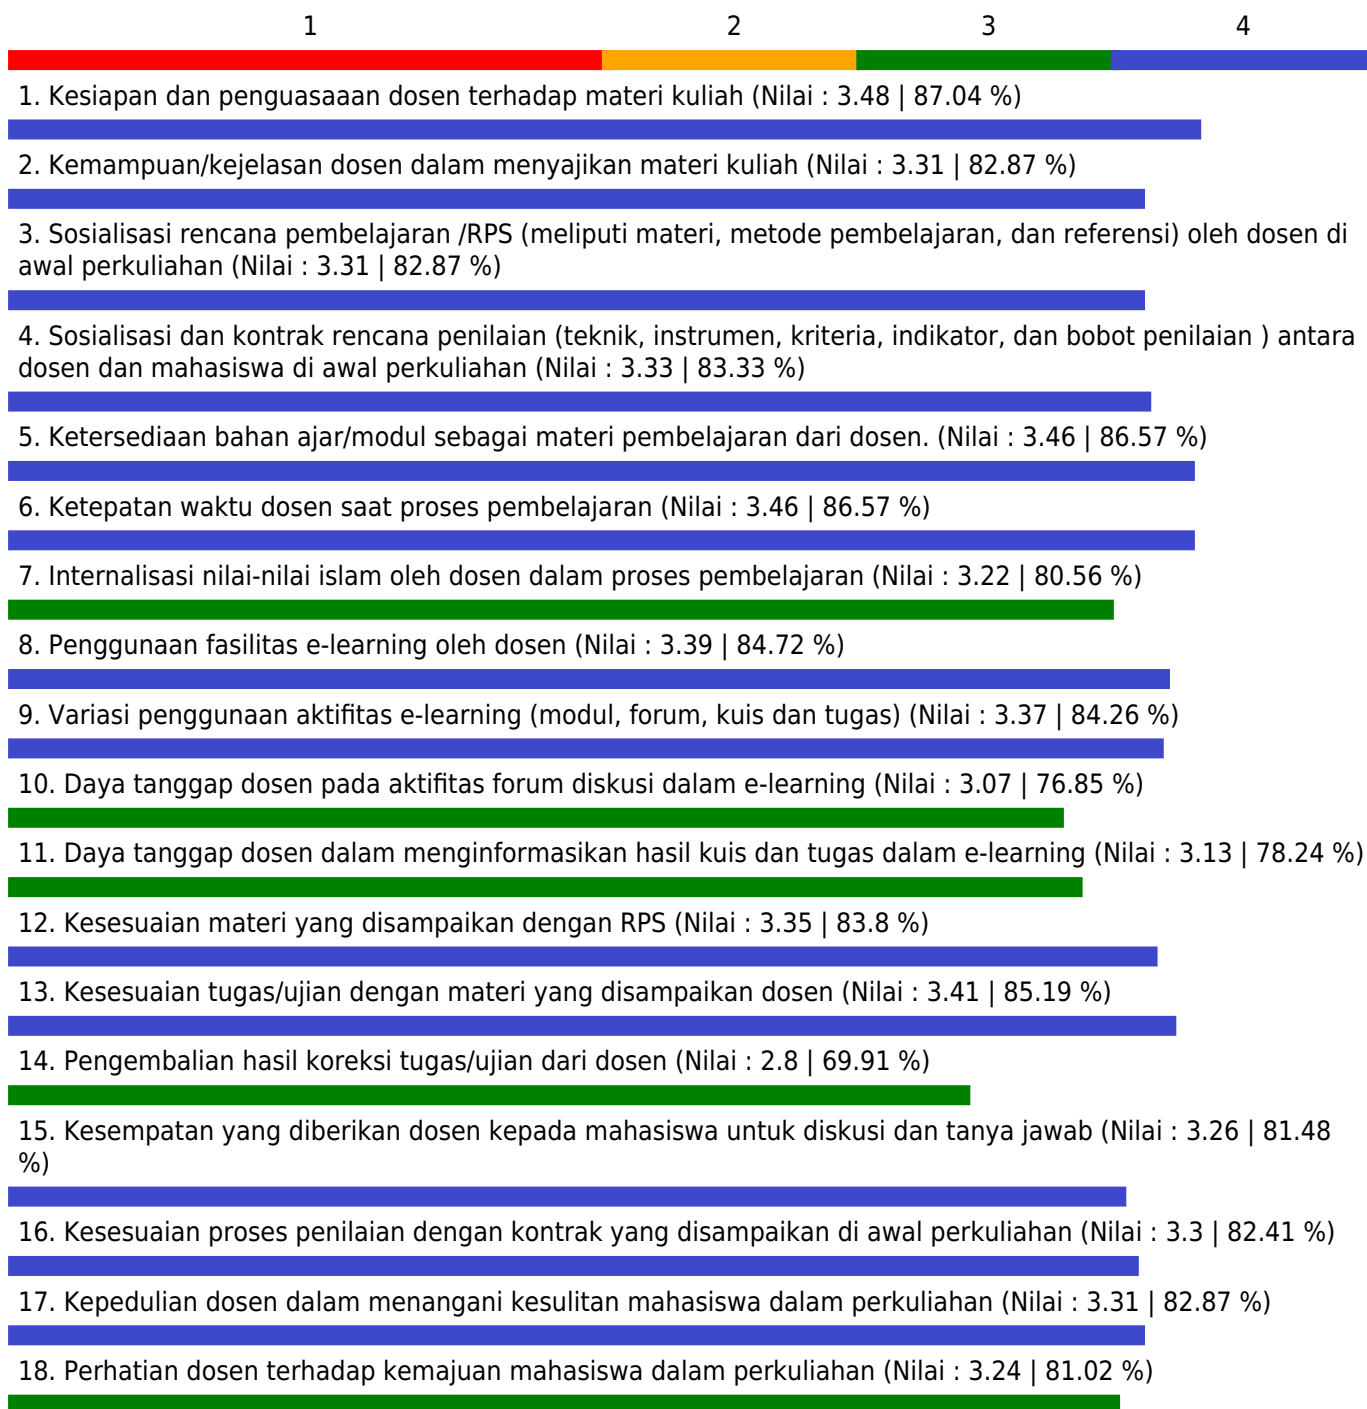 1 2 3 4
1. Kesiapan dan penguasaaan dosen terhadap materi kuliah (Nilai : 3.48 | 87.04 %)
2. Kemampuan/kejelasan dosen dalam menyajikan materi kuliah (Nilai : 3.31 | 82.87 %)
3. Sosialisasi rencana pembelajaran /RPS (meliputi materi, metode pembelajaran, dan referensi) oleh dosen di
awal perkuliahan (Nilai : 3.31 | 82.87 %)
4. Sosialisasi dan kontrak rencana penilaian (teknik, instrumen, kriteria, indikator, dan bobot penilaian ) antara
dosen dan mahasiswa di awal perkuliahan (Nilai : 3.33 | 83.33 %)
5. Ketersediaan bahan ajar/modul sebagai materi pembelajaran dari dosen. (Nilai : 3.46 | 86.57 %)
6. Ketepatan waktu dosen saat proses pembelajaran (Nilai : 3.46 | 86.57 %)
7. Internalisasi nilai-nilai islam oleh dosen dalam proses pembelajaran (Nilai : 3.22 | 80.56 %)
8. Penggunaan fasilitas e-learning oleh dosen (Nilai : 3.39 | 84.72 %)
9. Variasi penggunaan aktifitas e-learning (modul, forum, kuis dan tugas) (Nilai : 3.37 | 84.26 %)
10. Daya tanggap dosen pada aktifitas forum diskusi dalam e-learning (Nilai : 3.07 | 76.85 %)
11. Daya tanggap dosen dalam menginformasikan hasil kuis dan tugas dalam e-learning (Nilai : 3.13 | 78.24 %)
12. Kesesuaian materi yang disampaikan dengan RPS (Nilai : 3.35 | 83.8 %)
13. Kesesuaian tugas/ujian dengan materi yang disampaikan dosen (Nilai : 3.41 | 85.19 %)
14. Pengembalian hasil koreksi tugas/ujian dari dosen (Nilai : 2.8 | 69.91 %)
15. Kesempatan yang diberikan dosen kepada mahasiswa untuk diskusi dan tanya jawab (Nilai : 3.26 | 81.48
%)
16. Kesesuaian proses penilaian dengan kontrak yang disampaikan di awal perkuliahan (Nilai : 3.3 | 82.41 %)
17. Kepedulian dosen dalam menangani kesulitan mahasiswa dalam perkuliahan (Nilai : 3.31 | 82.87 %)
18. Perhatian dosen terhadap kemajuan mahasiswa dalam perkuliahan (Nilai : 3.24 | 81.02 %)